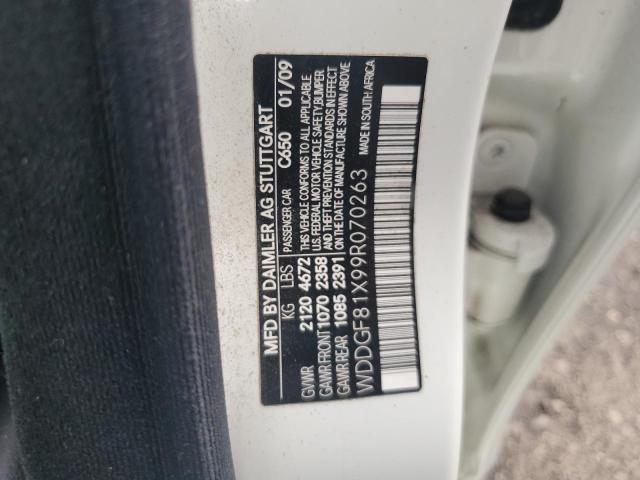 MFD BY DAIMLER AG STUTTGART
PASSENGER CAR C650 01/09
KG LBS
THIS VEHICLE CONFORMS TO ALL APPLICABLE
U.S. FEDERAL MOTOR VEHICLE SAFETY, BUMPER
AND THEFT PREVENTION STANDARDS IN EFFECT
ON THE DATE OF MANUFACTURE SHOWN ABOVE
GVWR 2120 4672
GAWR FRONT 1070 2358
GAWR REAR 1085 2391
MADE IN SOUTH AFRICA
WDDGF81X99R070263